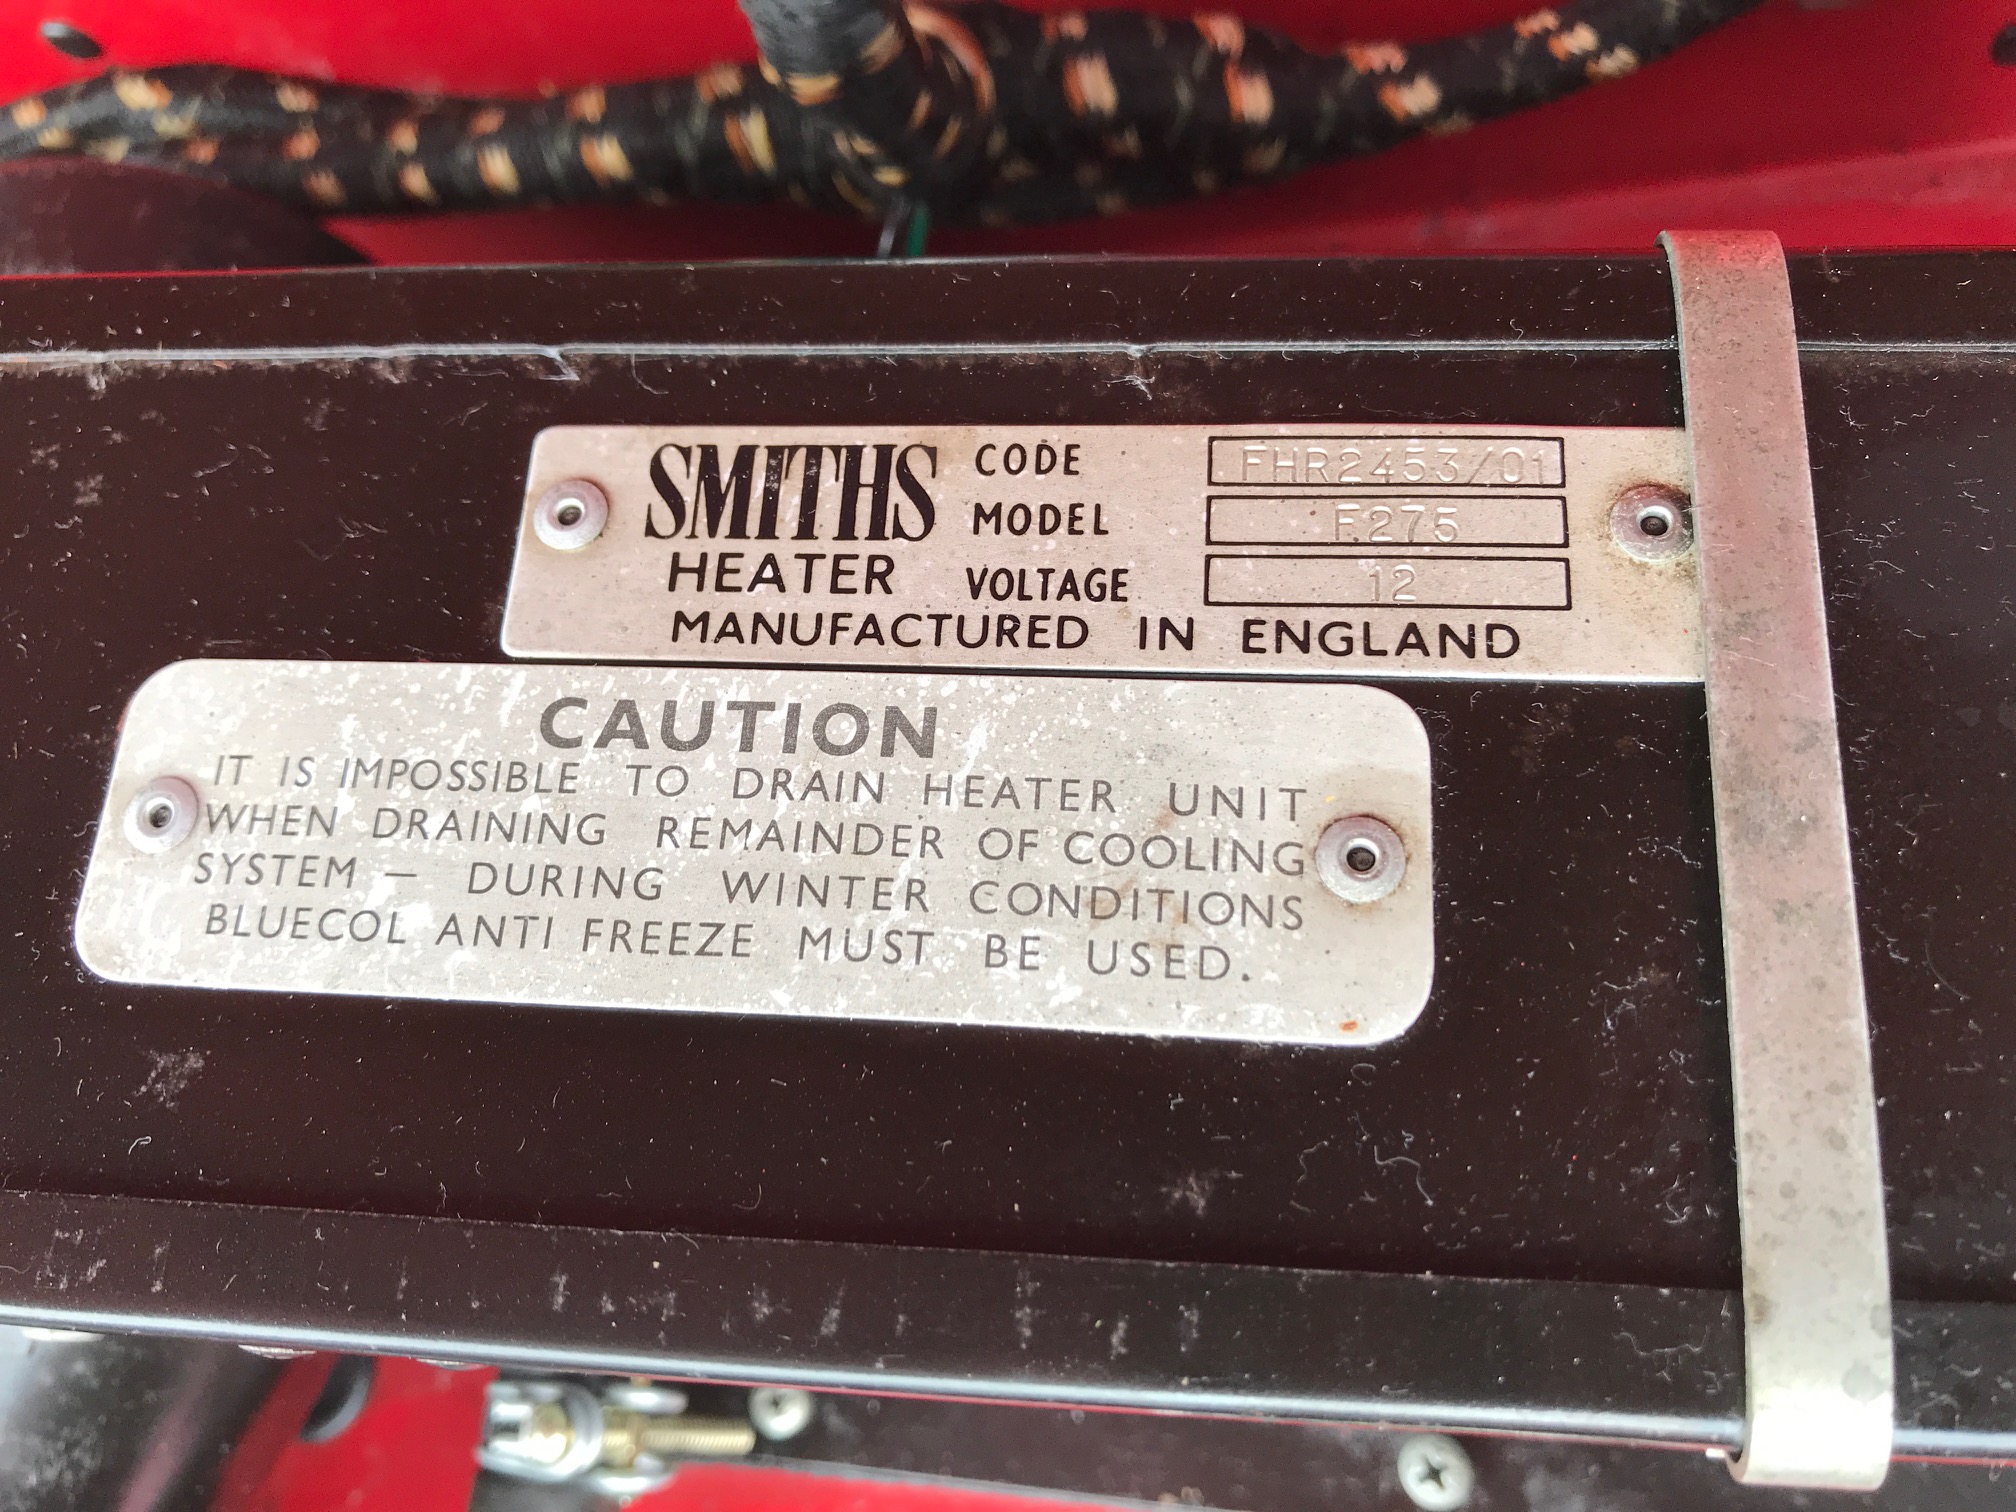 SMITHS CODE FHR2453/01
MODEL F.275
HEATER VOLTAGE 12
MANUFACTURED IN ENGLAND
CAUTION
IT IS IMPOSSIBLE TO DRAIN HEATER UNIT
WHEN DRAINING REMAINDER OF COOLING
SYSTEM — DURING WINTER CONDITIONS
BLUECOL ANTI FREEZE MUST BE USED.